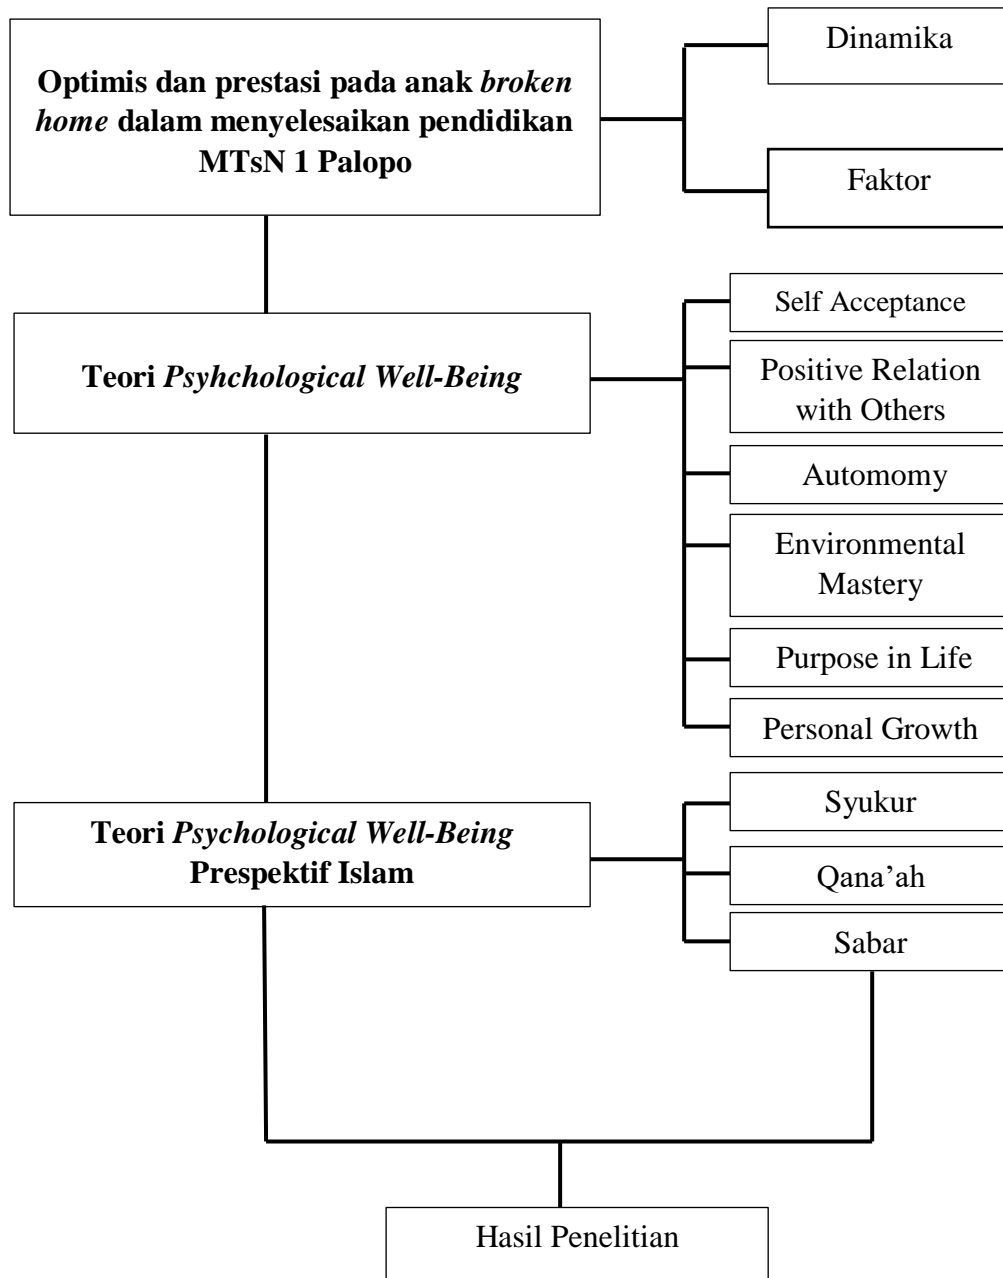 Optimis dan prestasi pada anak broken
home dalam menyelesaikan pendidikan
MTsN 1 Palopo
Dinamika
Faktor
Teori Psyhchological Well-Being
Self Acceptance
Positive Relation
with Others
Automomy
Environmental
Mastery
Purpose in Life
Personal Growth
Teori Psychological Well-Being
Prespektif Islam
Syukur
Qana’ah
Sabar
Hasil Penelitian